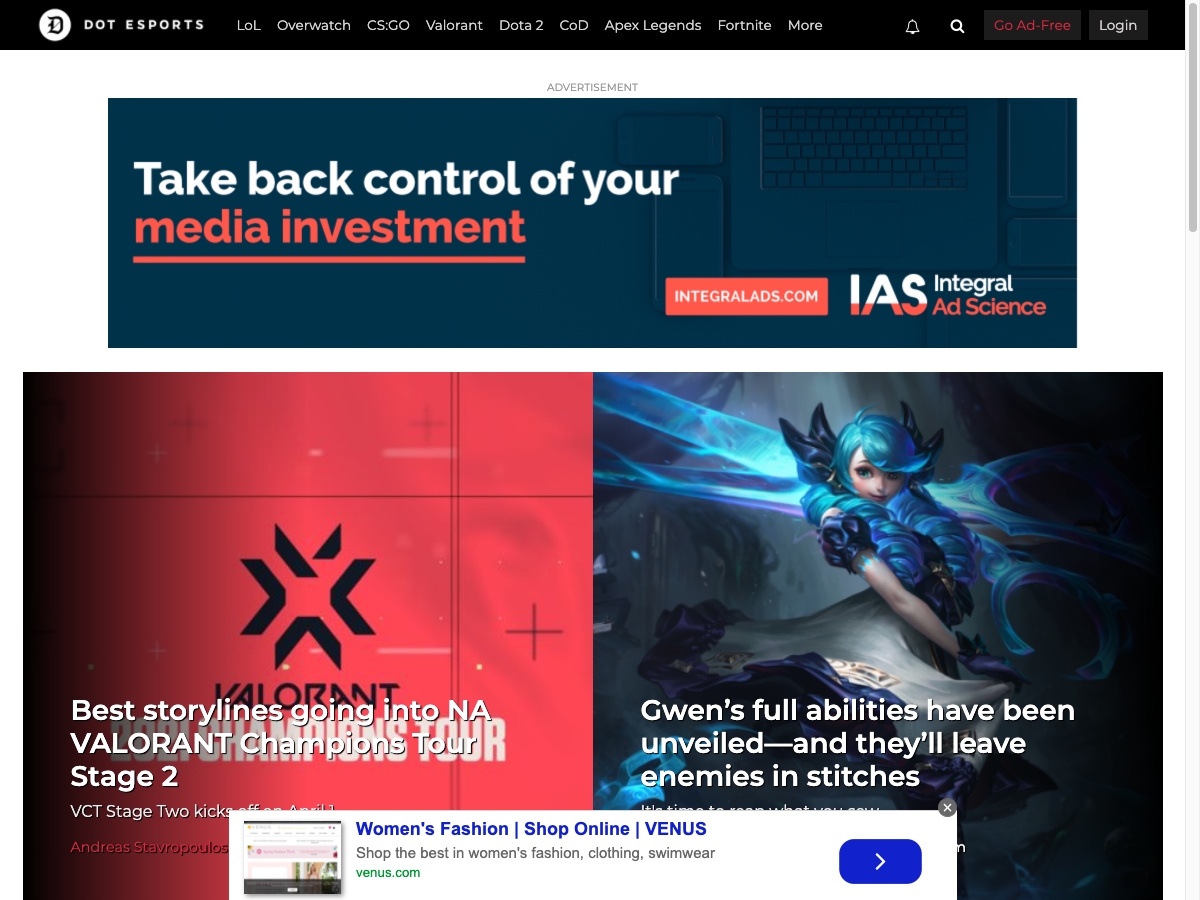 DOT ESPORTS
LoL Overwatch CS:GO Valorant Dota 2 CoD Apex Legends Fortnite More Go Ad-Free Login
ADVERTISEMENT
Take back control of your
media investment
INTEGRALADS.COM
IAS Integral
Ad Science
VALORANT
CHAMPIONS TOUR
Best storylines going into NA
VALORANT Champions Tour
Stage 2
VCT Stage Two kicks off on April 1.
Andreas Stavropoulos
Gwen’s full abilities have been
unveiled—and they’ll leave
enemies in stitches
It's time to reap what you sew.
Women's Fashion | Shop Online | VENUS
Shop the best in women's fashion, clothing, swimwear
venus.com